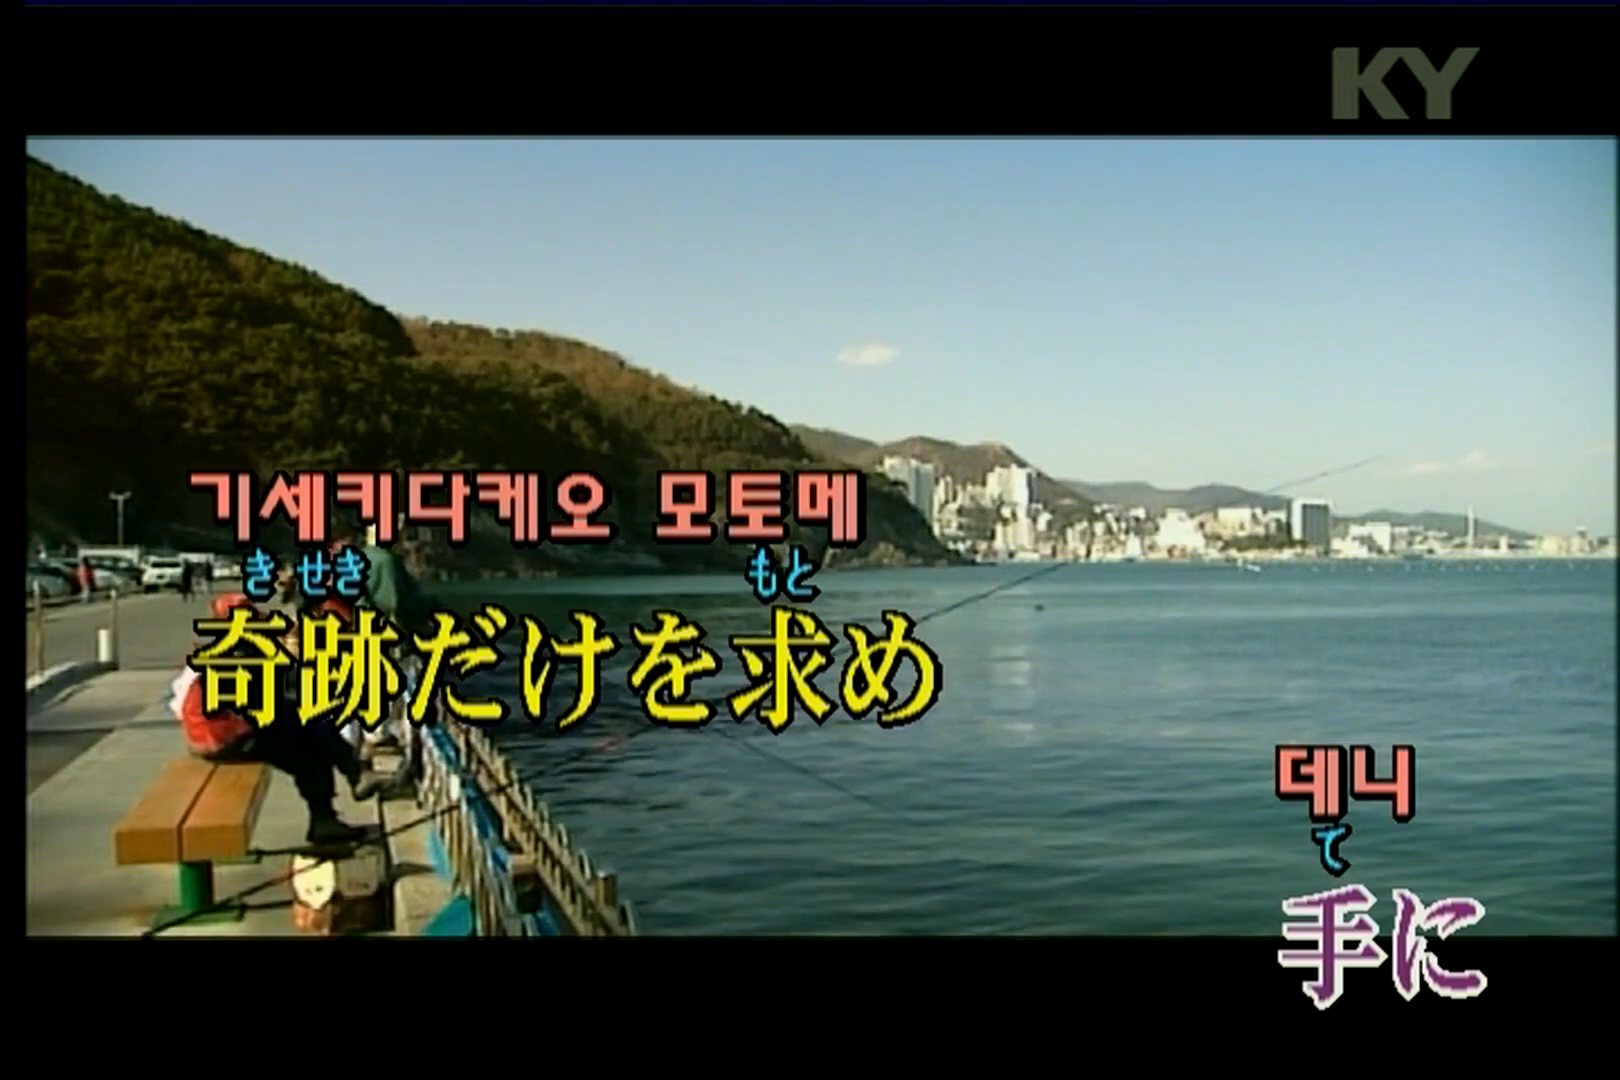 KY
기세키다케오 모토메
きせき もと
奇跡だけを求め
데니
て
手に